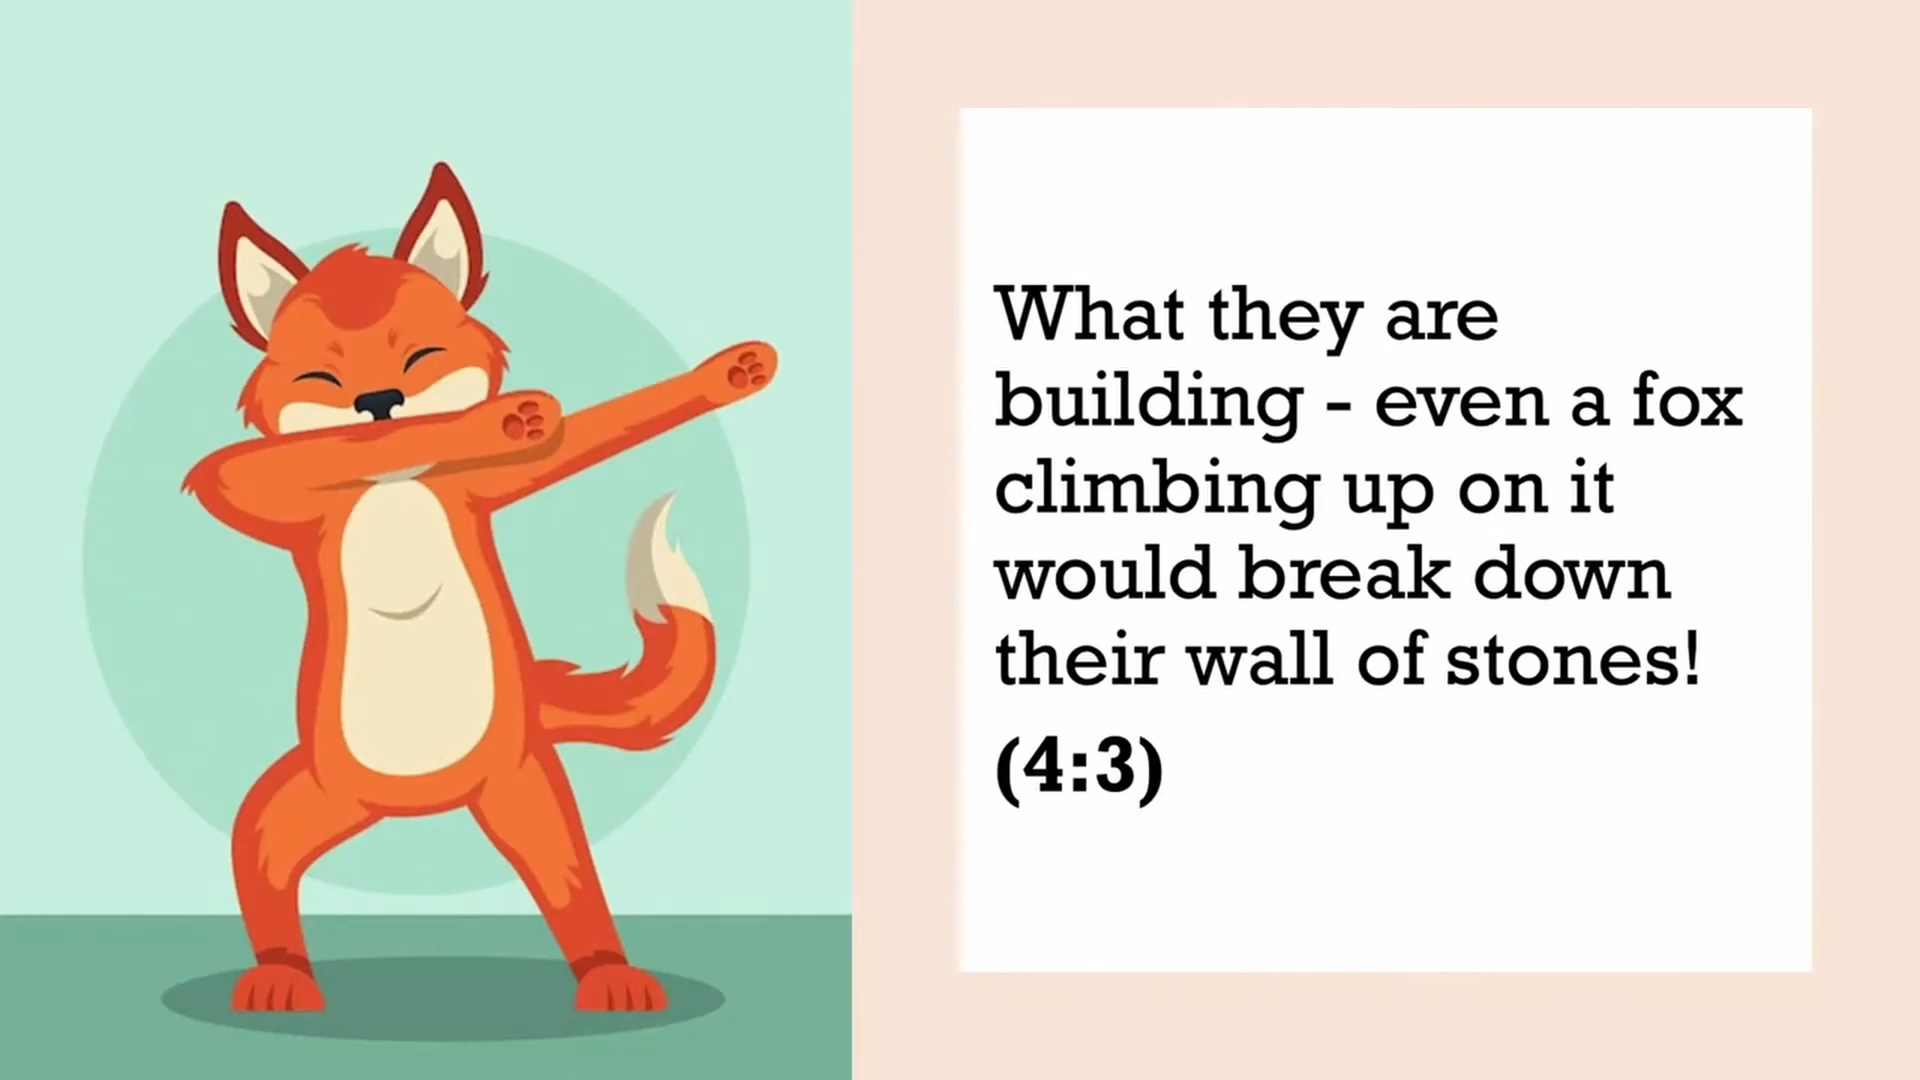 What they are
building - even a fox
climbing up on it
would break down
their wall of stones!
(4:3)